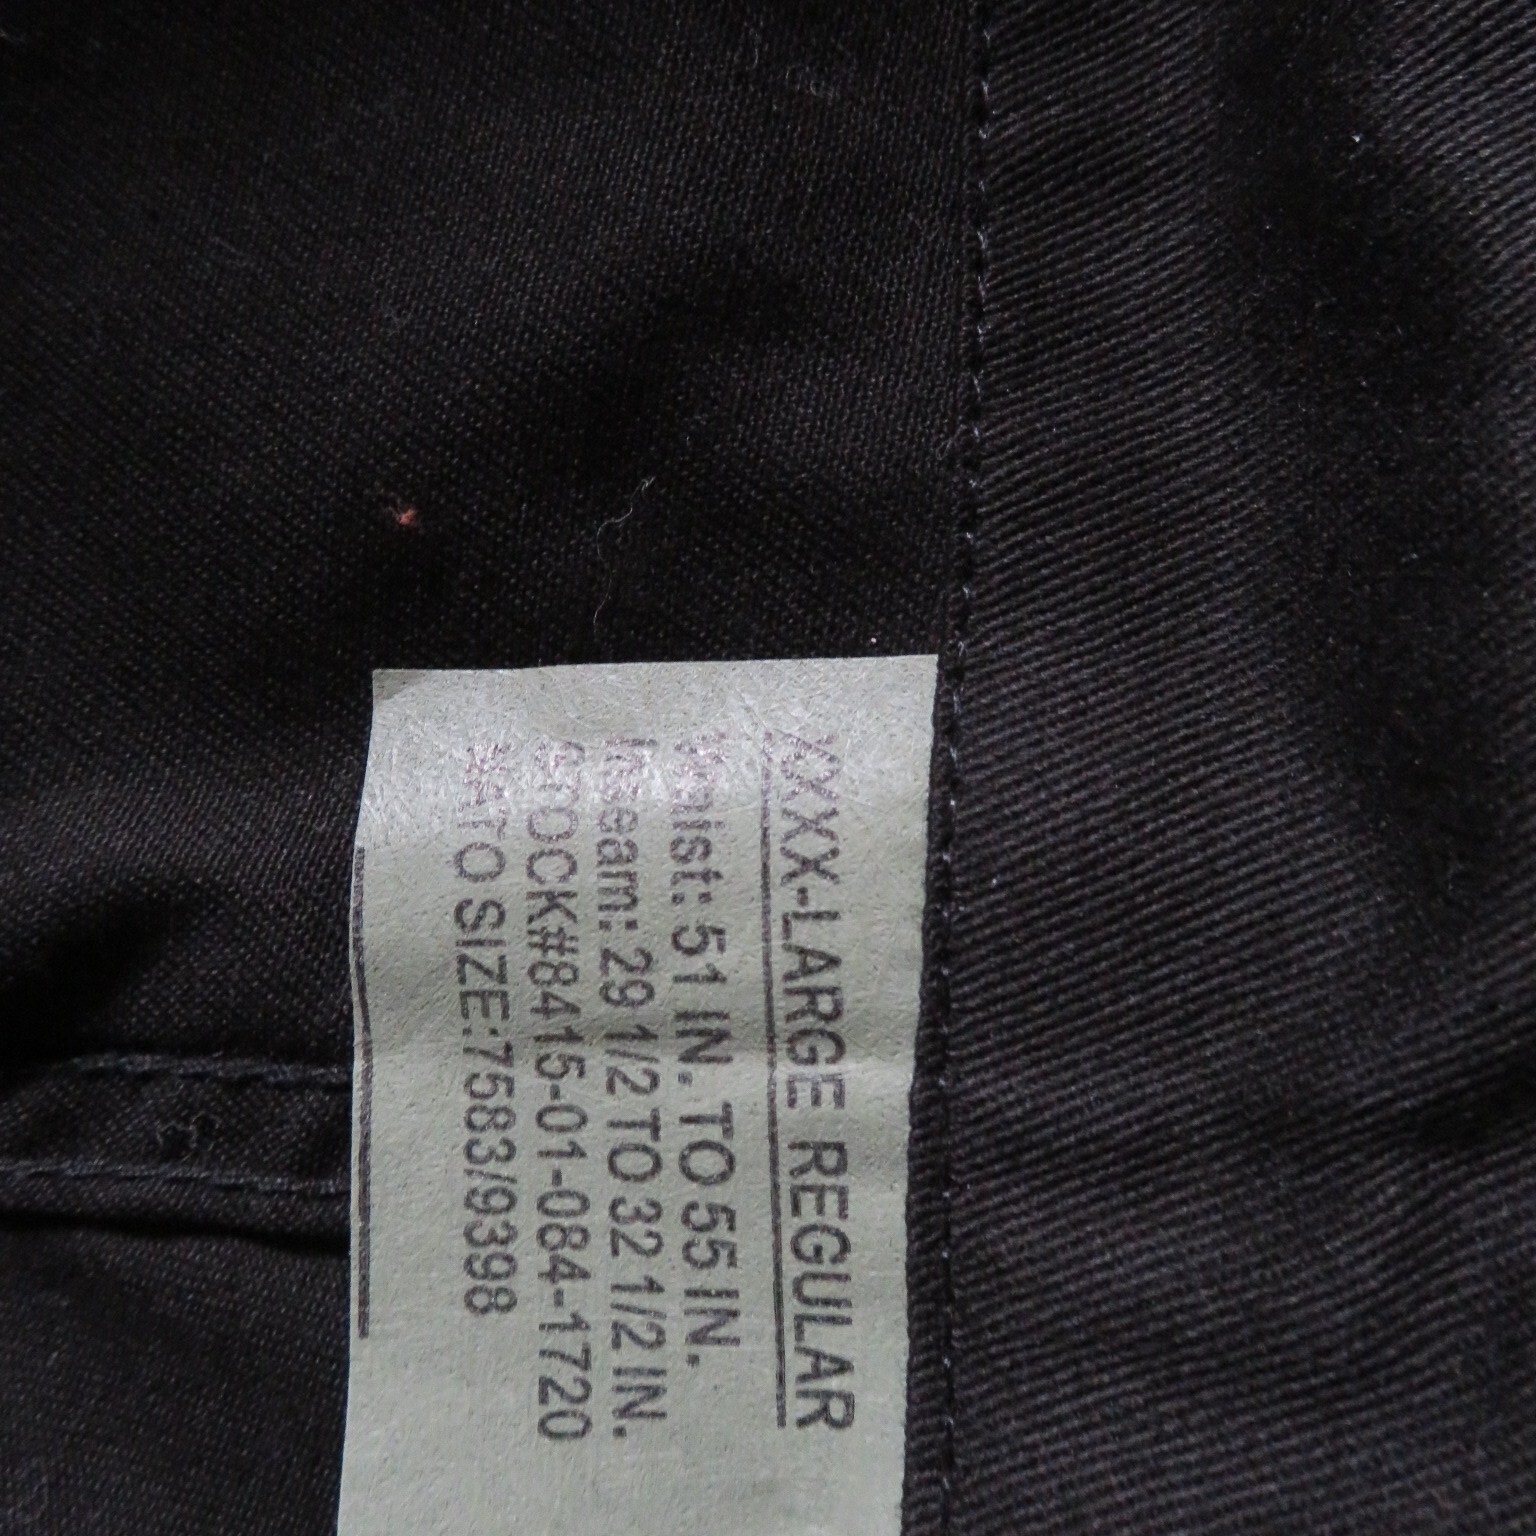 XXXX-LARGE REGULAR
Waist: 51 IN. TO 55 IN.
Inseam: 29 1/2 TO 32 1/2 IN.
STOCK#8415-01-084-1720
NATO SIZE:7583/9398